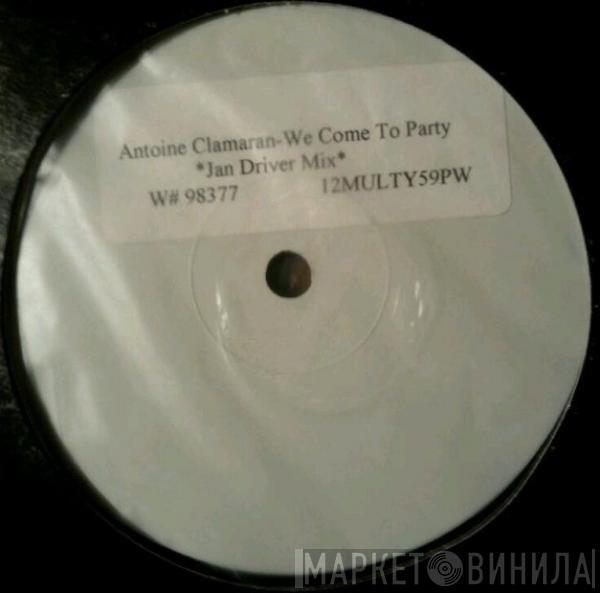 Antoine Clamaran-We Come To Party
*Jan Driver Mix*
W# 98377 12MULTY59PW
МАРКЕТ ВИНИЛА